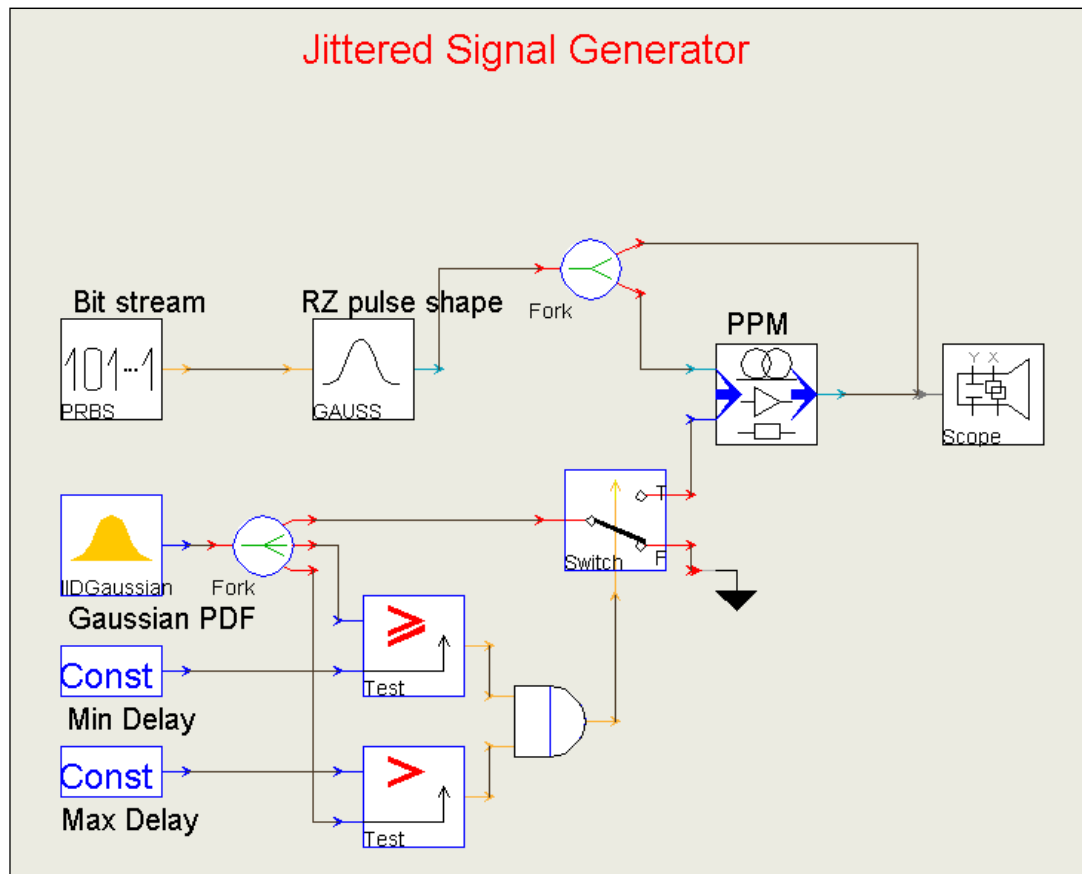 Jittered Signal Generator
Bit stream
RZ pulse shape
Fork
PPM
101...1
PRBS
GAUSS
Y X
Scope
T
F
Switch
IIDGaussian
Fork
Gaussian PDF
≥
Test
Const
Min Delay
>
Test
Const
Max Delay